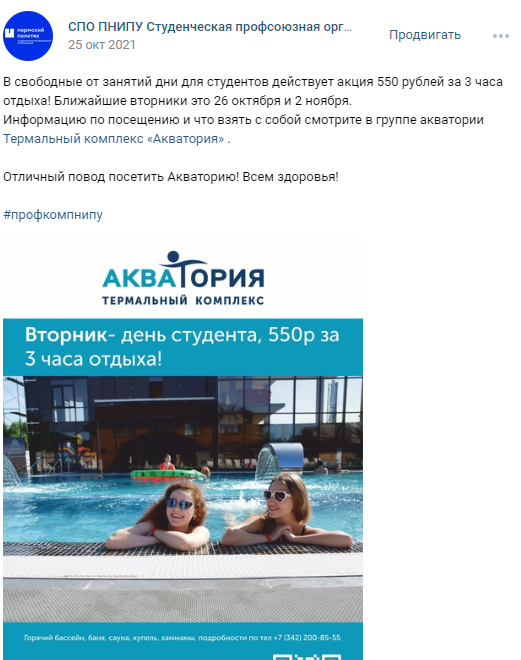 пермский
политех
СПО ПНИПУ Студенческая профсоюзная орг...
25 окт 2021
Продвигать
В свободные от занятий дни для студентов действует акция 550 рублей за 3 часа
отдыха! Ближайшие вторники это 26 октября и 2 ноября.
Информацию по посещению и что взять с собой смотрите в группе акватории
Термальный комплекс «Акватория» .
Отличный повод посетить Акваторию! Всем здоровья!
#профкомпнипу
АКВАТОРИЯ
ТЕРМАЛЬНЫЙ КОМПЛЕКС
Вторник- день студента, 550р за
3 часа отдыха!
Горячий бассейн, баня, сауна, купель, хаммамы, подробности по тел +7 (342) 200-85-55